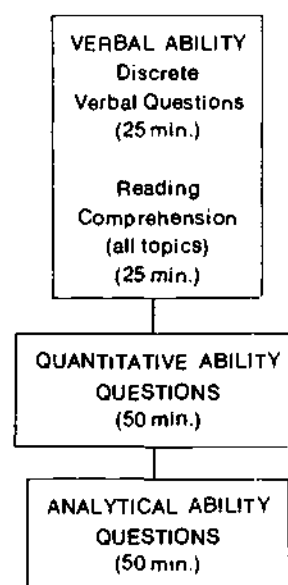 VERBAL ABILITY
Discrete
Verbal Questions
(25 min.)
Reading
Comprehension
(all topics)
(25 min.)
QUANTITATIVE ABILITY
QUESTIONS
(50 min.)
ANALYTICAL ABILITY
QUESTIONS
(50 min.)